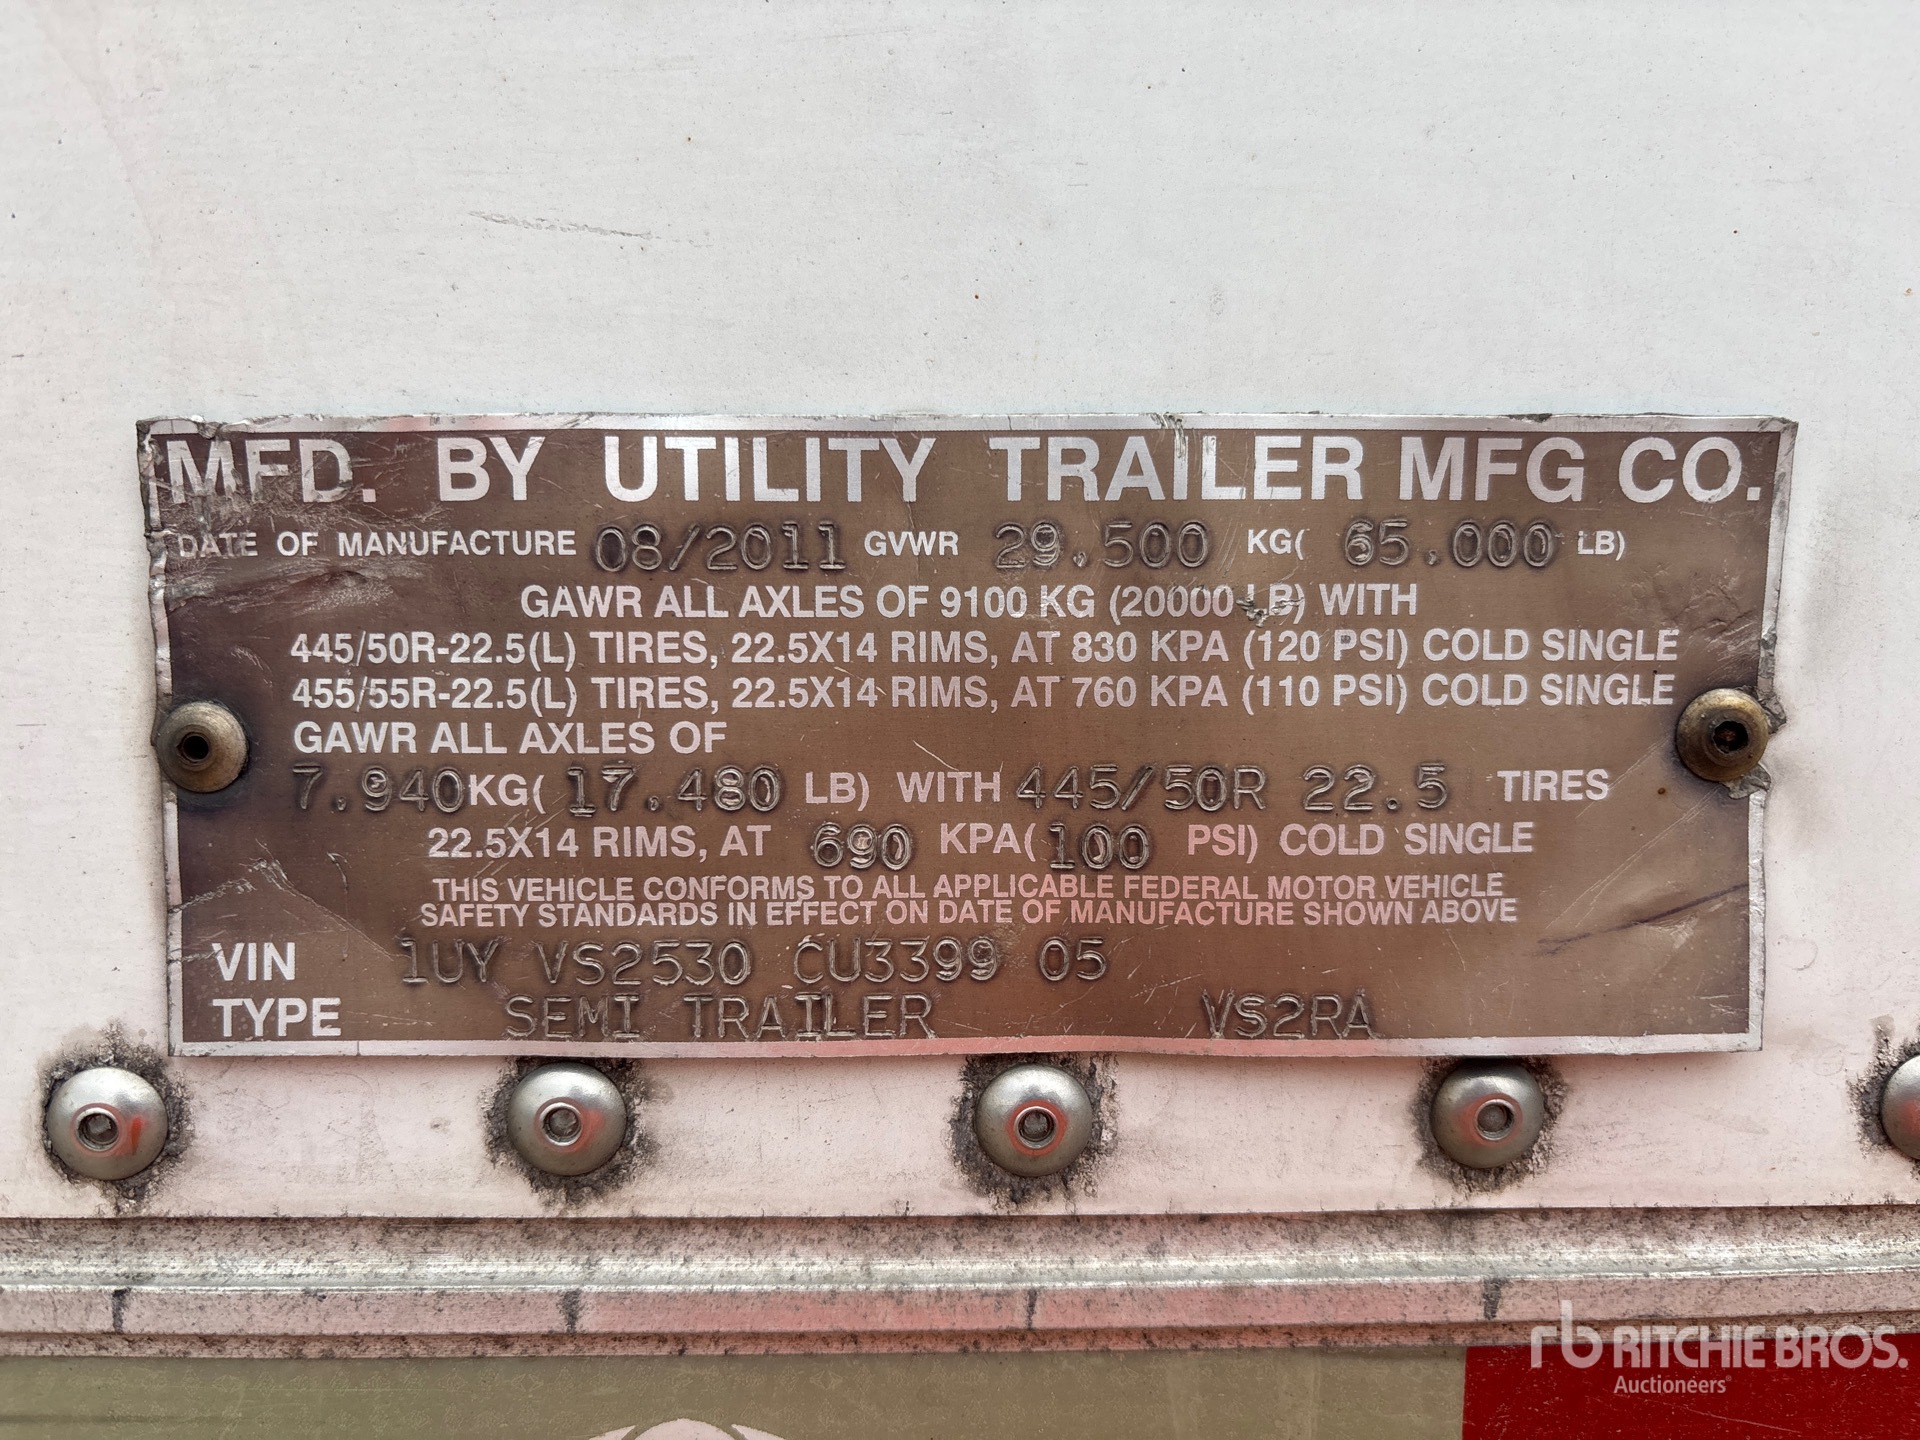 MFD. BY UTILITY TRAILER MFG CO.
DATE OF MANUFACTURE 08/2011 GVWR 29.500 KG( 65.000 LB)
GAWR ALL AXLES OF 9100 KG (20000 LB) WITH
445/50R-22.5(L) TIRES, 22.5X14 RIMS, AT 830 KPA (120 PSI) COLD SINGLE
455/55R-22.5(L) TIRES, 22.5X14 RIMS, AT 760 KPA (110 PSI) COLD SINGLE
GAWR ALL AXLES OF
7.940KG( 17.480 LB) WITH 445/50R 22.5 TIRES
22.5X14 RIMS, AT 690 KPA( 100 PSI) COLD SINGLE
THIS VEHICLE CONFORMS TO ALL APPLICABLE FEDERAL MOTOR VEHICLE
SAFETY STANDARDS IN EFFECT ON DATE OF MANUFACTURE SHOWN ABOVE
VIN 1UY VS2530 CU3399 05
TYPE SEMI TRAILER VS2RA
rb RITCHIE BROS.
Auctioneers